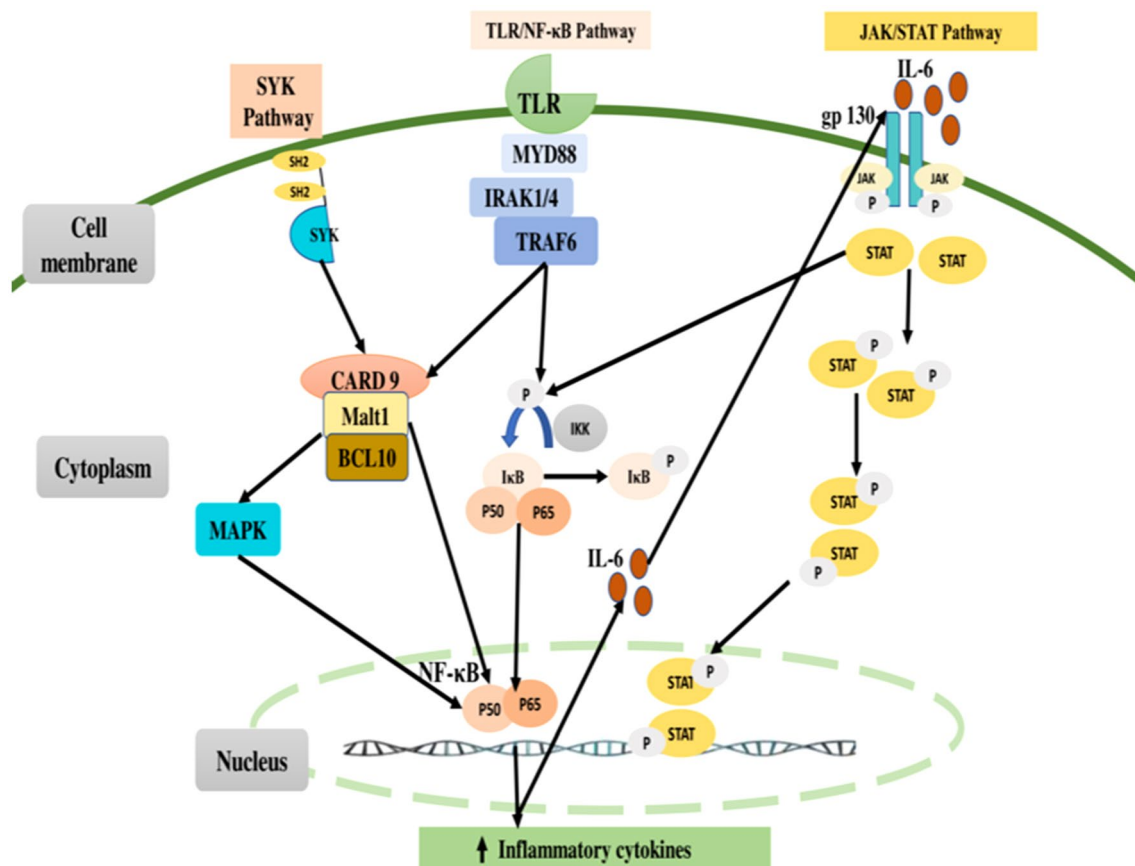 TLR/NF-κB Pathway
JAK/STAT Pathway
SYK
Pathway
TLR
IL-6
gp 130
MYD88
SH2
SH2
IRAK1/4
JAK
JAK
P
P
Cell
membrane
SYK
TRAF6
STAT
STAT
P
STAT
P
STAT
CARD 9
Malt1
BCL10
P
IKK
Cytoplasm
IκB
P50
P65
IκB
P
P
STAT
STAT
P
MAPK
IL-6
NF-κB
P50
P65
P
STAT
STAT
P
Nucleus
Inflammatory cytokines